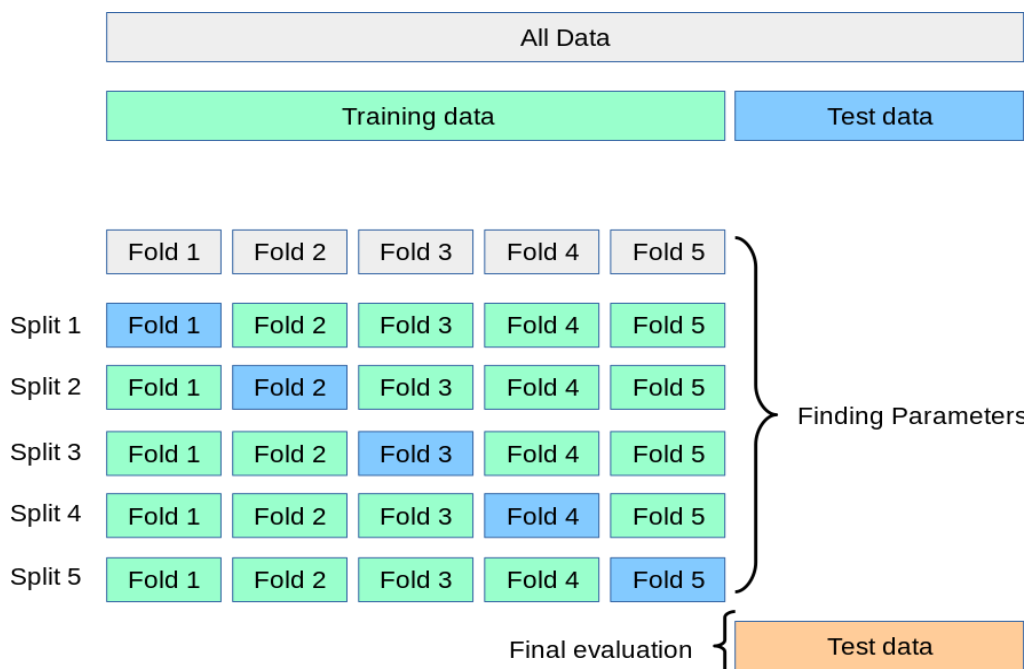 All Data
Training data Test data
Fold 1 Fold 2 Fold 3 Fold 4 Fold 5
Split 1 Fold 1 Fold 2 Fold 3 Fold 4 Fold 5
Split 2 Fold 1 Fold 2 Fold 3 Fold 4 Fold 5
Finding Parameters
Split 3 Fold 1 Fold 2 Fold 3 Fold 4 Fold 5
Split 4 Fold 1 Fold 2 Fold 3 Fold 4 Fold 5
Split 5 Fold 1 Fold 2 Fold 3 Fold 4 Fold 5
Final evaluation Test data